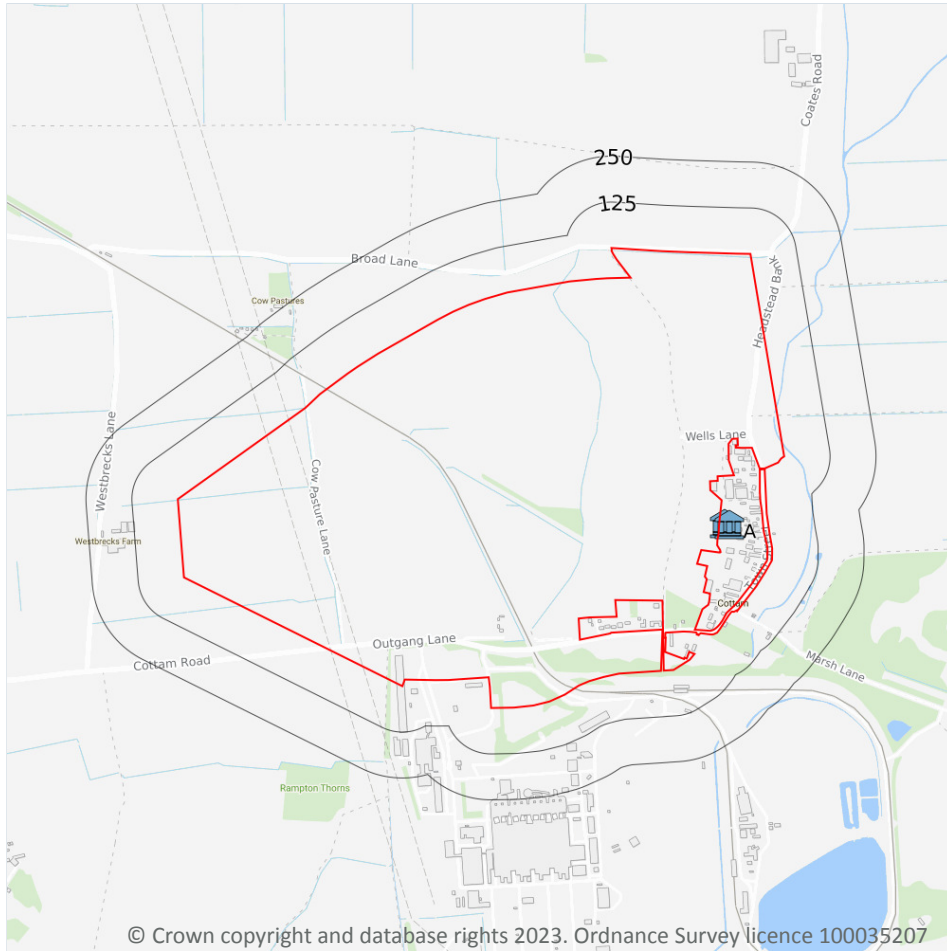 Coates Road
250
125
Broad Lane
Headstead Bank
Cow Pastures
Wells Lane
Westbrecks Lane
Cow Pasture Lane
A
Westbrecks Farm
Cottam
Outgang Lane
Cottam Road
Marsh Lane
Rampton Thorns
© Crown copyright and database rights 2023. Ordnance Survey licence 100035207